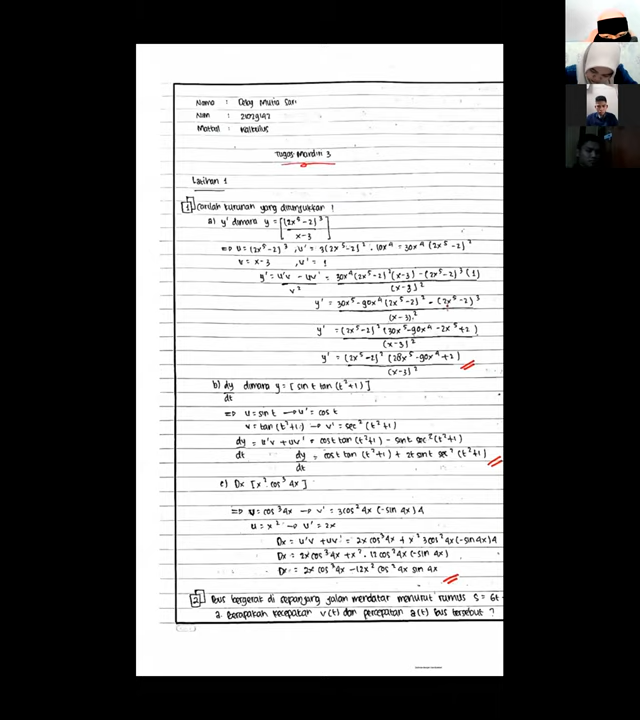 Nama : Delay Mutia Sari
Nim : 21029142
Matkul : Kalkulus
Tugas Mandiri 3
Latihan 1
1 Carilah turunan yang ditunjukkan !
a) y' dimana y = [(2x⁵-2)³ / x-3]
=> u = (2x⁵-2)³ , u' = 3(2x⁵-2)² . 10x⁴ = 30x⁴ (2x⁵-2)²
v = x-3 , v' = 1
y' = u'v - uv' / v² = 30x⁴(2x⁵-2)²(x-3) - (2x⁵-2)³ (1) / (x-3)²
y' = 30x⁵-90x⁴ (2x⁵-2)² - (2x⁵-2)³ / (x-3)²
y' = (2x⁵-2)² (30x⁵-90x⁴ - 2x⁵+2) / (x-3)²
y' = (2x⁵-2)² (28x⁵-90x⁴+2) / (x-3)²
b) dy/dt dimana y = [sin t tan (t²+1)]
=> u = sin t → u' = cos t
v = tan (t²+1) → v' = sec² (t²+1)
dy/dt = u'v + uv' = cos t tan (t²+1) - sin t sec² (t²+1)
dy/dt = cos t tan (t²+1) + 2t sin t sec² (t²+1)
c) Dx [x² cos³ 4x]
=> v = cos³ 4x → v' = 3cos² 4x (-sin 4x) 4
u = x² → u' = 2x
Dx = u'v + uv' = 2x cos³ 4x + x² 3cos² 4x (-sin 4x) 4
Dx = 2x cos³ 4x + x² . 12 cos² 4x (-sin 4x)
Dx = 2x cos³ 4x - 12x² cos² 4x sin 4x
2 Bus bergerak di sepanjang jalan mendatar menurut rumus S = 6t
a. Berapakah kecepatan v(t) dan percepatan a(t) Bus tersebut ?